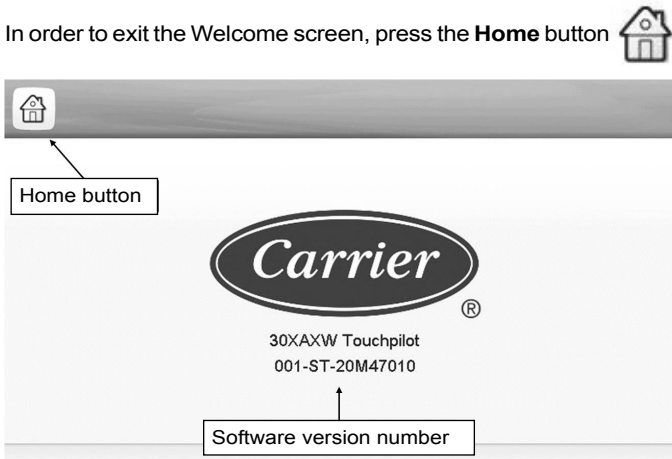 In order to exit the Welcome screen, press the Home button
Home button
Carrier
®
30XAXW Touchpilot
001-ST-20M47010
Software version number